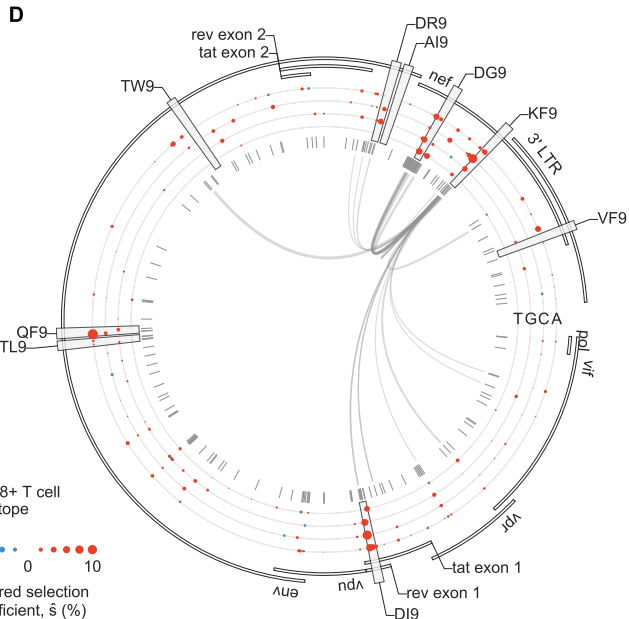 D
rev exon 2
tat exon 2
DR9
AI9
nef
DG9
TW9
KF9
3' LTR
VF9
TGCA
QF9
TL9
pol
vif
8+ T cell
tope
0
10
red selection
ficient, ŝ (%)
vpr
tat exon 1
rev exon 1
env
vpu
DI9